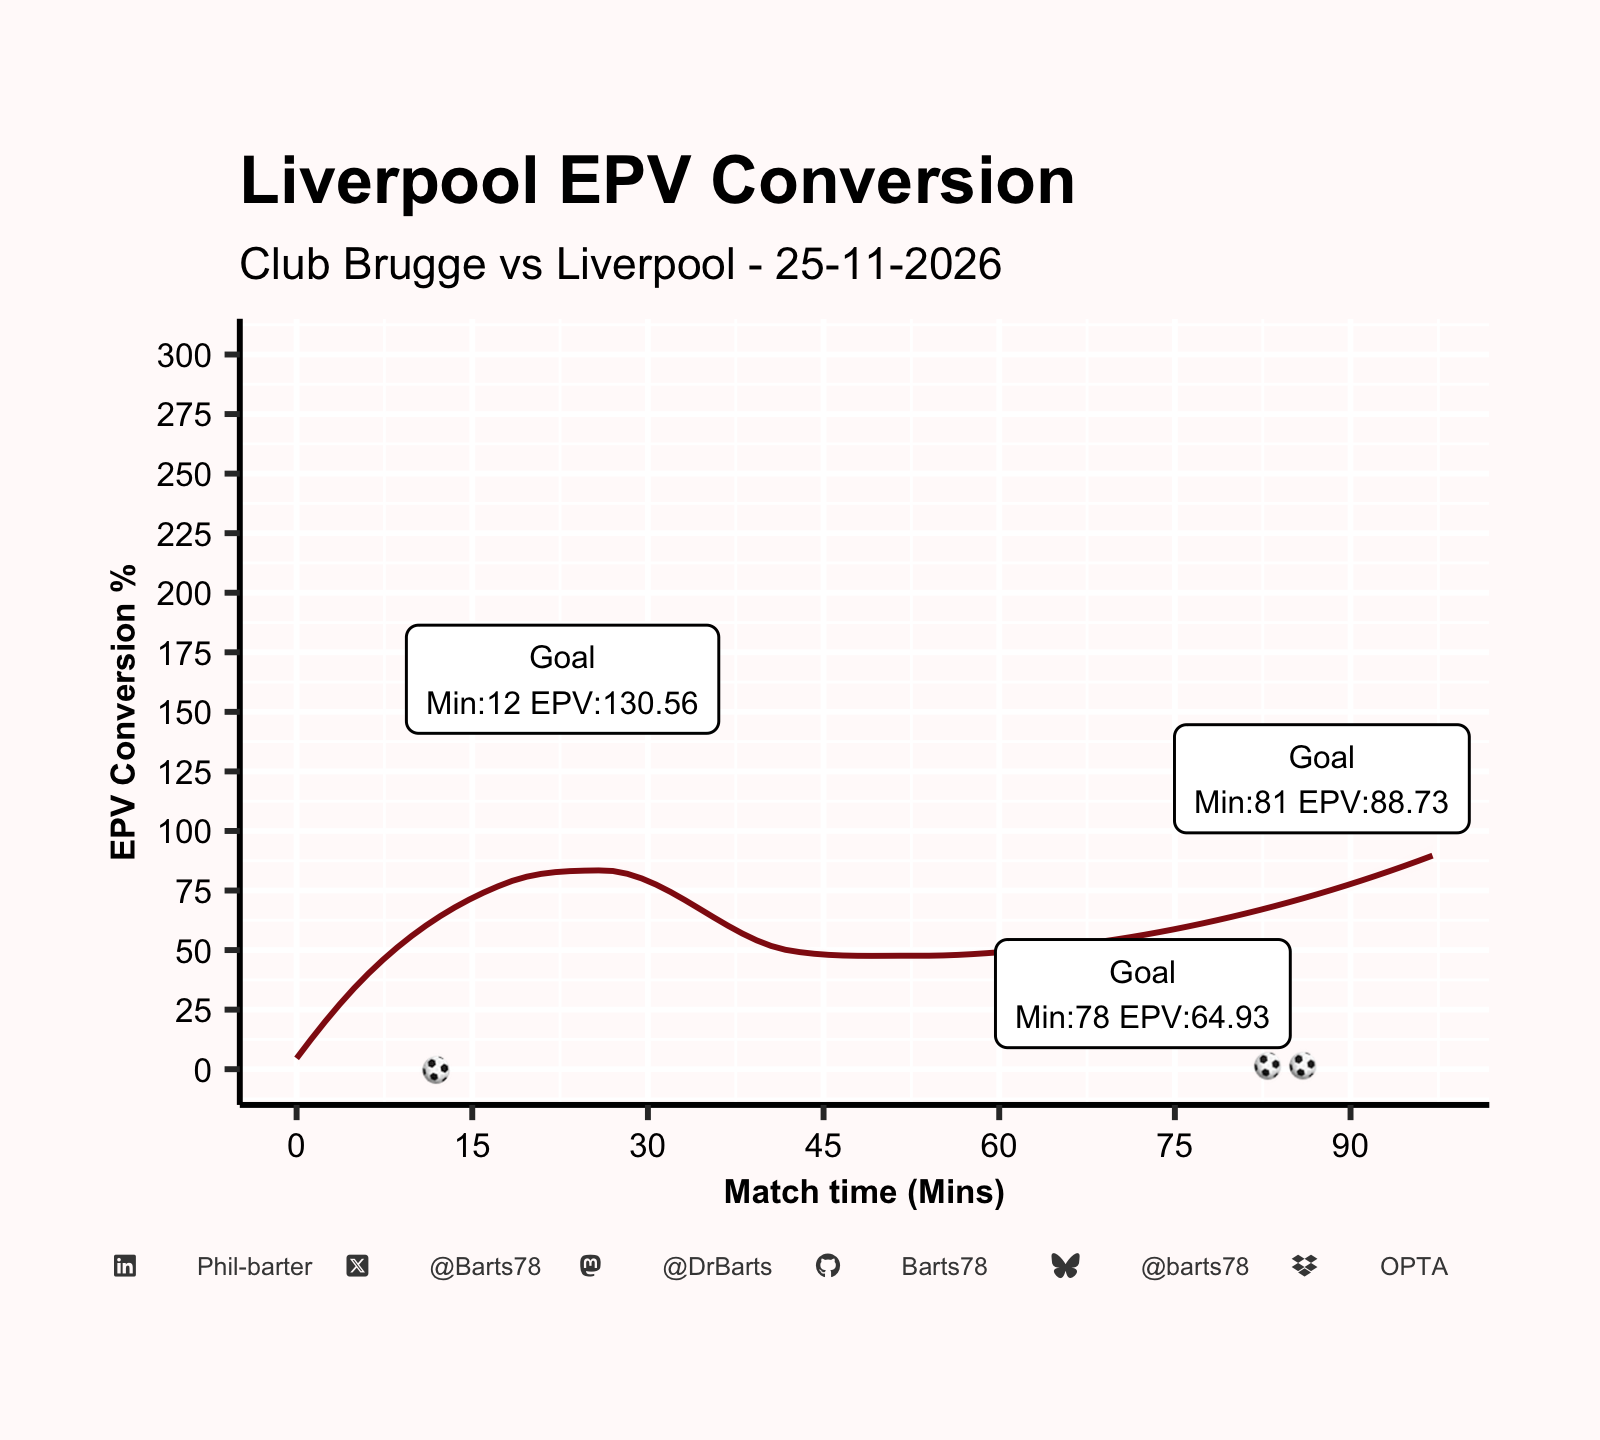 Liverpool EPV Conversion
Club Brugge vs Liverpool - 25-11-2026
EPV Conversion %
300
275
250
225
200
175
150
125
100
75
50
25
0
Goal
Min:12 EPV:130.56
Goal
Min:81 EPV:88.73
Goal
Min:78 EPV:64.93
0 15 30 45 60 75 90
Match time (Mins)
Phil-barter @Barts78 @DrBarts Barts78 @barts78 OPTA